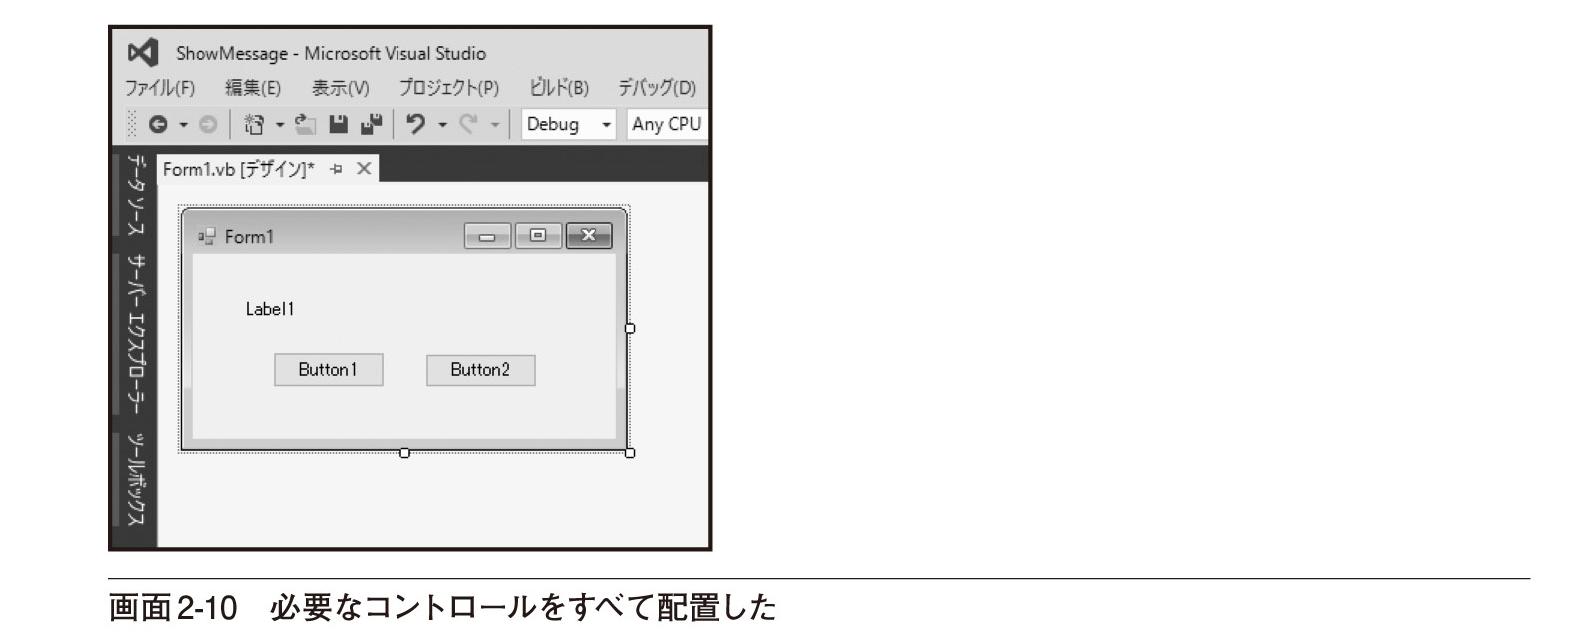 ShowMessage - Microsoft Visual Studio
ファイル(F) 編集(E) 表示(V) プロジェクト(P) ビルド(B) デバッグ(D)
Debug Any CPU
データ ソース
サーバー エクスプローラー
ツールボックス
Form1.vb [デザイン]*
Form1
Label1
Button1 Button2
画面2-10 必要なコントロールをすべて配置した